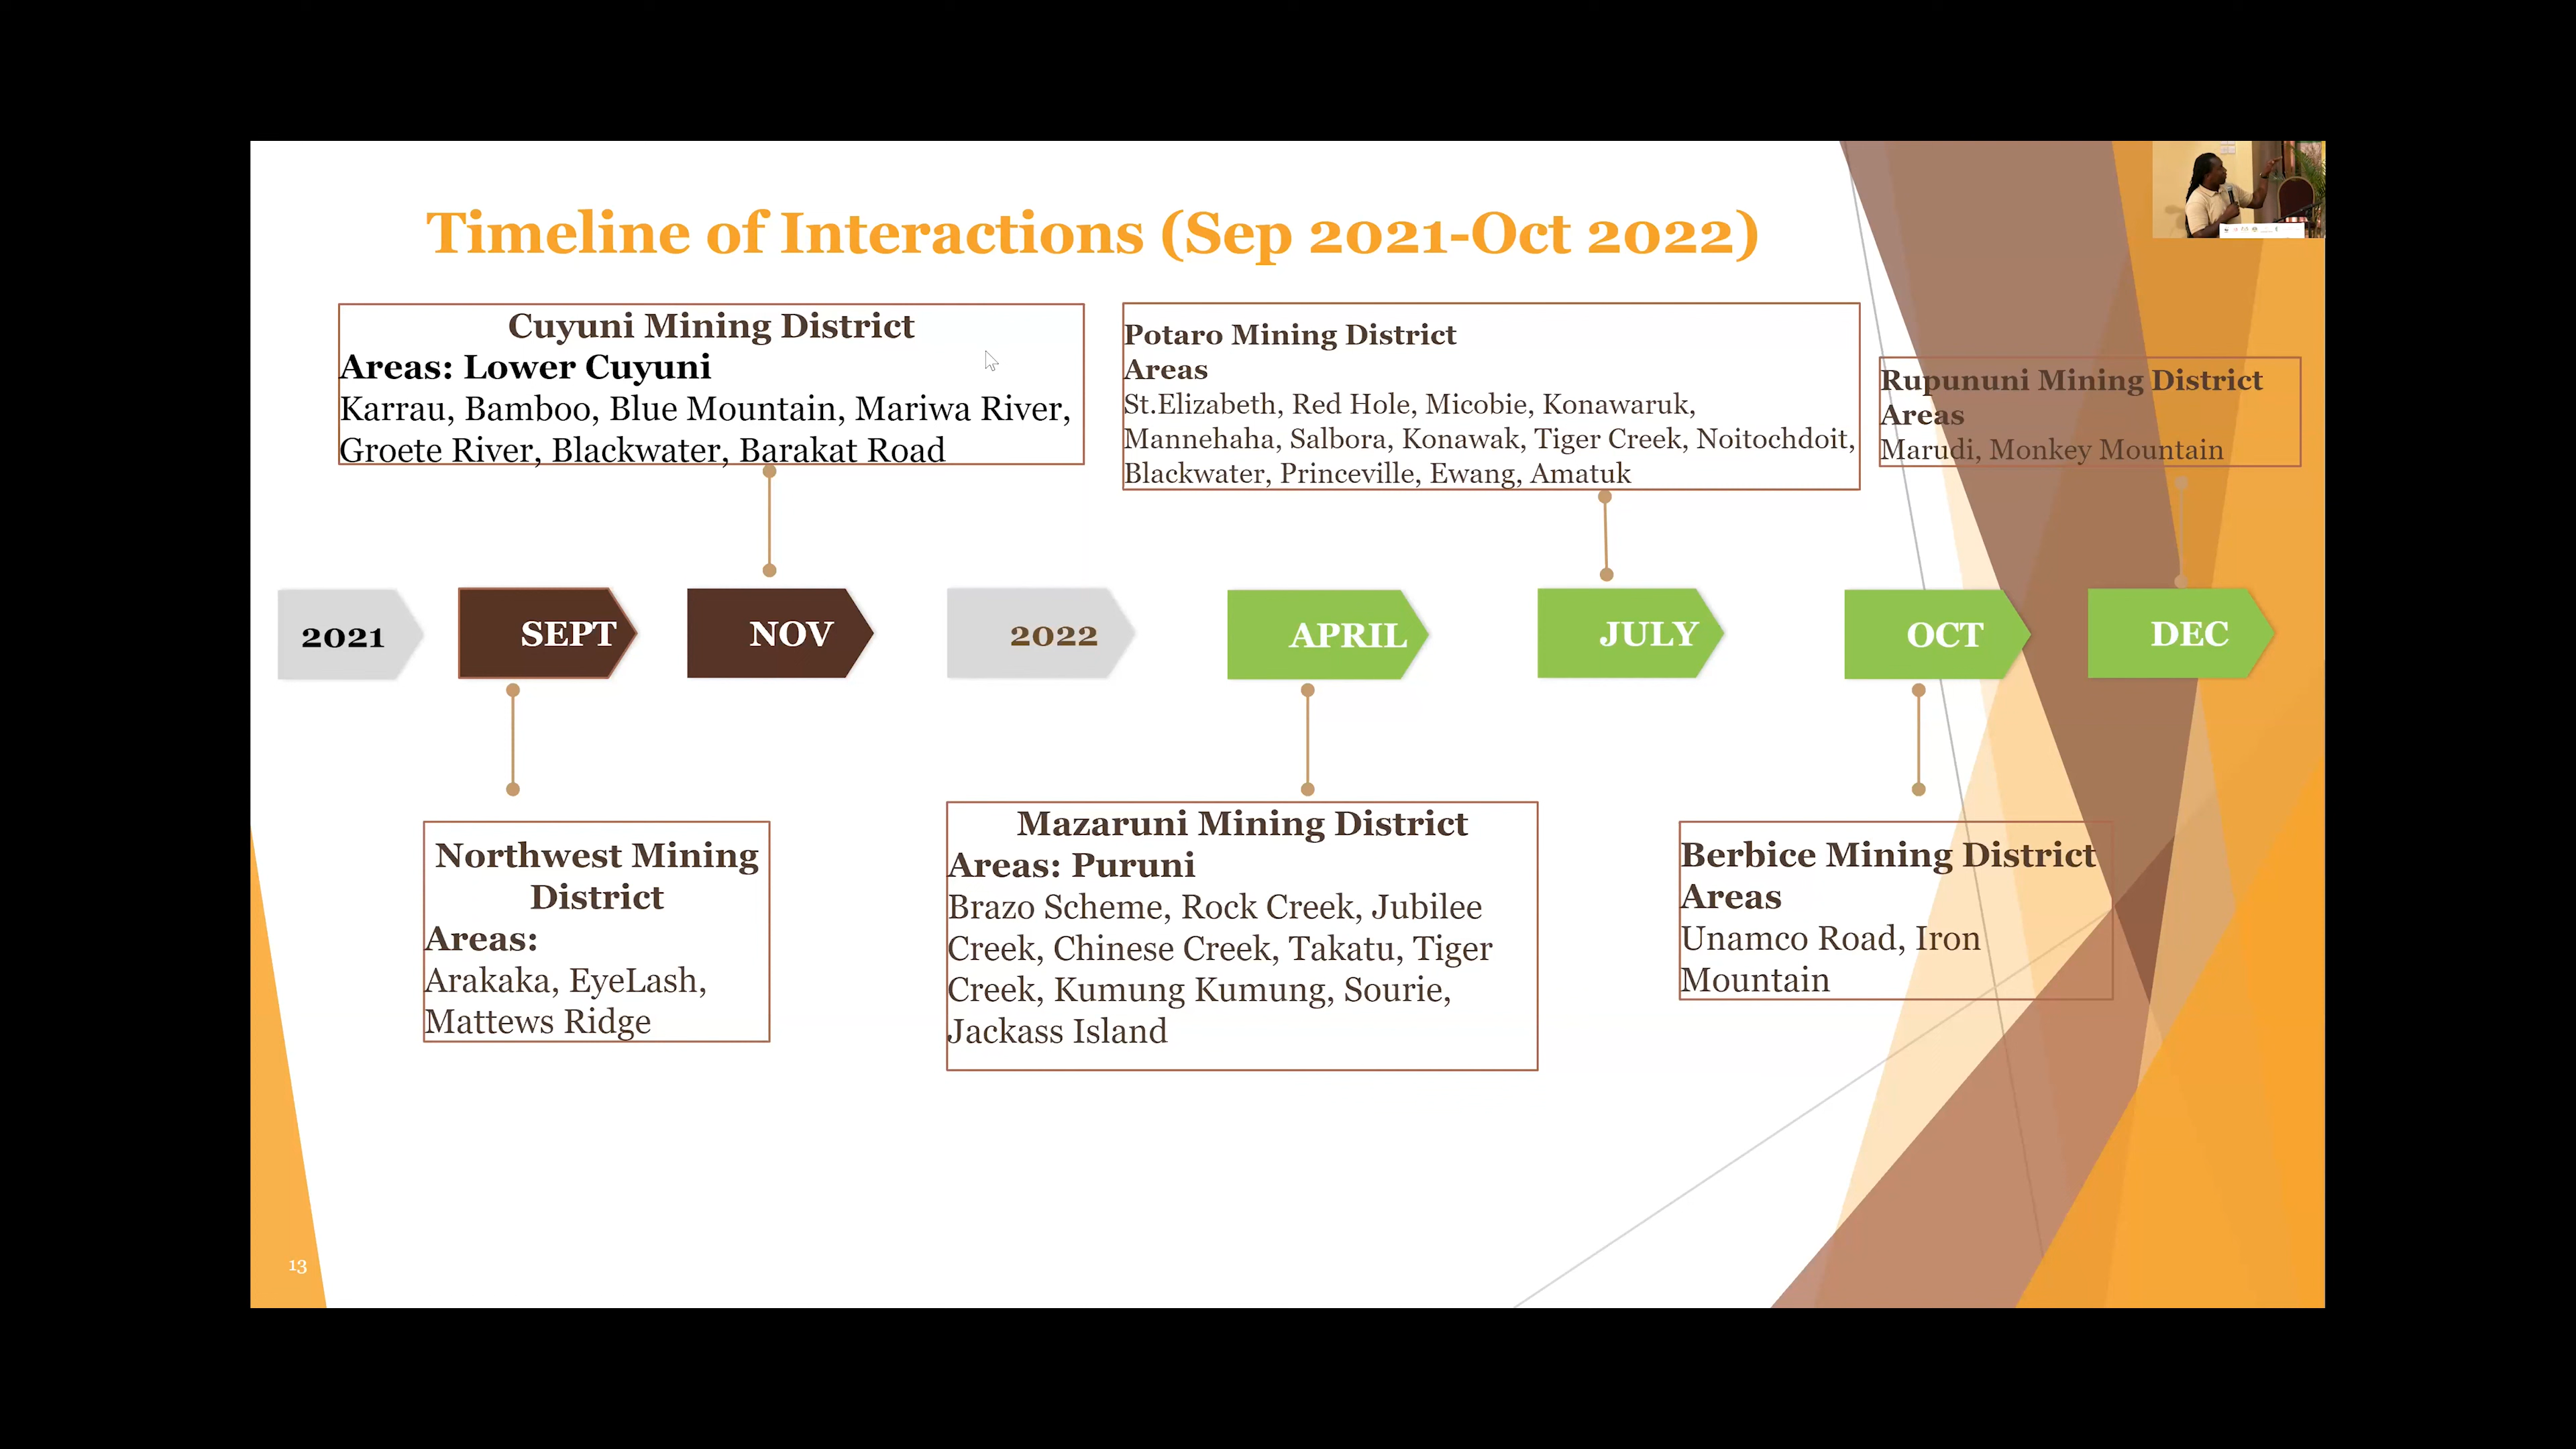 Timeline of Interactions (Sep 2021-Oct 2022)
Cuyuni Mining District
Areas: Lower Cuyuni
Karrau, Bamboo, Blue Mountain, Mariwa River,
Groete River, Blackwater, Barakat Road
Potaro Mining District
Areas
St.Elizabeth, Red Hole, Micobie, Konawaruk,
Mannehaha, Salbora, Konawak, Tiger Creek, Noitochdoit,
Blackwater, Princeville, Ewang, Amatuk
Rupununi Mining District
Areas
Marudi, Monkey Mountain
2021
SEPT
NOV
2022
APRIL
JULY
OCT
DEC
Northwest Mining
District
Areas:
Arakaka, EyeLash,
Mattews Ridge
Mazaruni Mining District
Areas: Puruni
Brazo Scheme, Rock Creek, Jubilee
Creek, Chinese Creek, Takatu, Tiger
Creek, Kumung Kumung, Sourie,
Jackass Island
Berbice Mining District
Areas
Unamco Road, Iron
Mountain
13